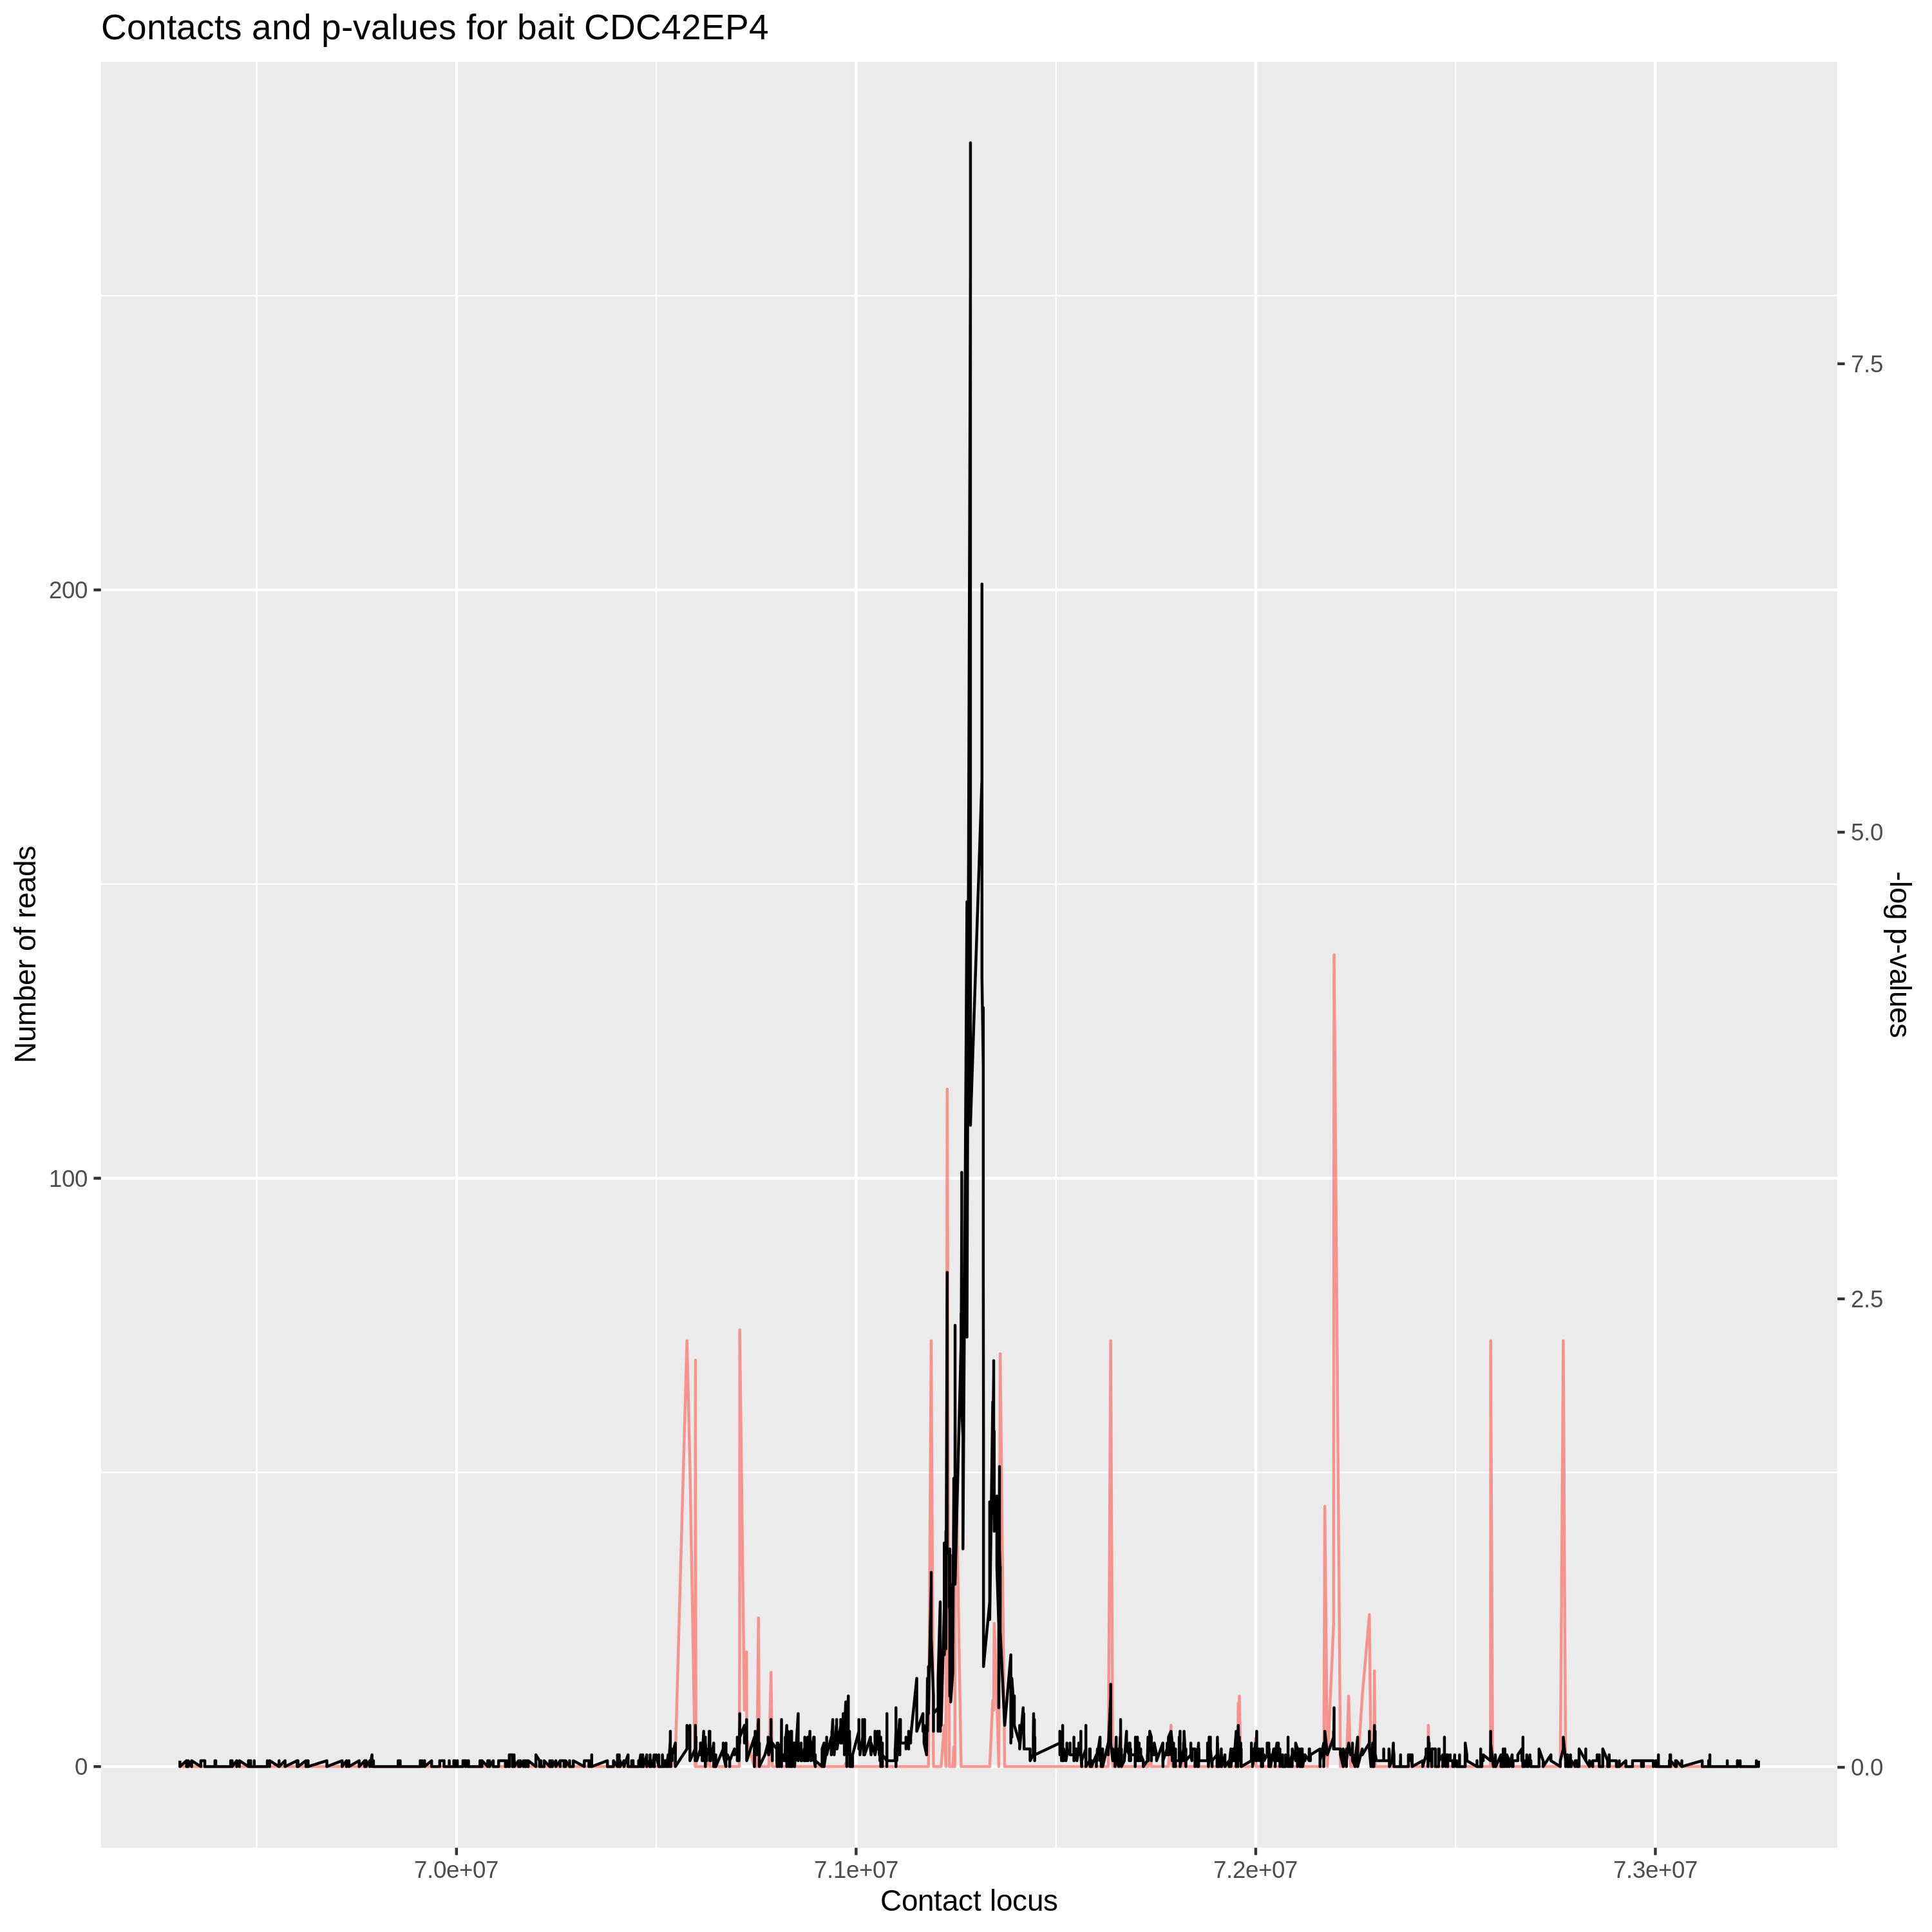 Contacts and p-values for bait CDC42EP4
200
100
0
Number of reads
7.5
5.0
2.5
0.0
-log p-values
7.0e+07 7.1e+07 7.2e+07 7.3e+07
Contact locus